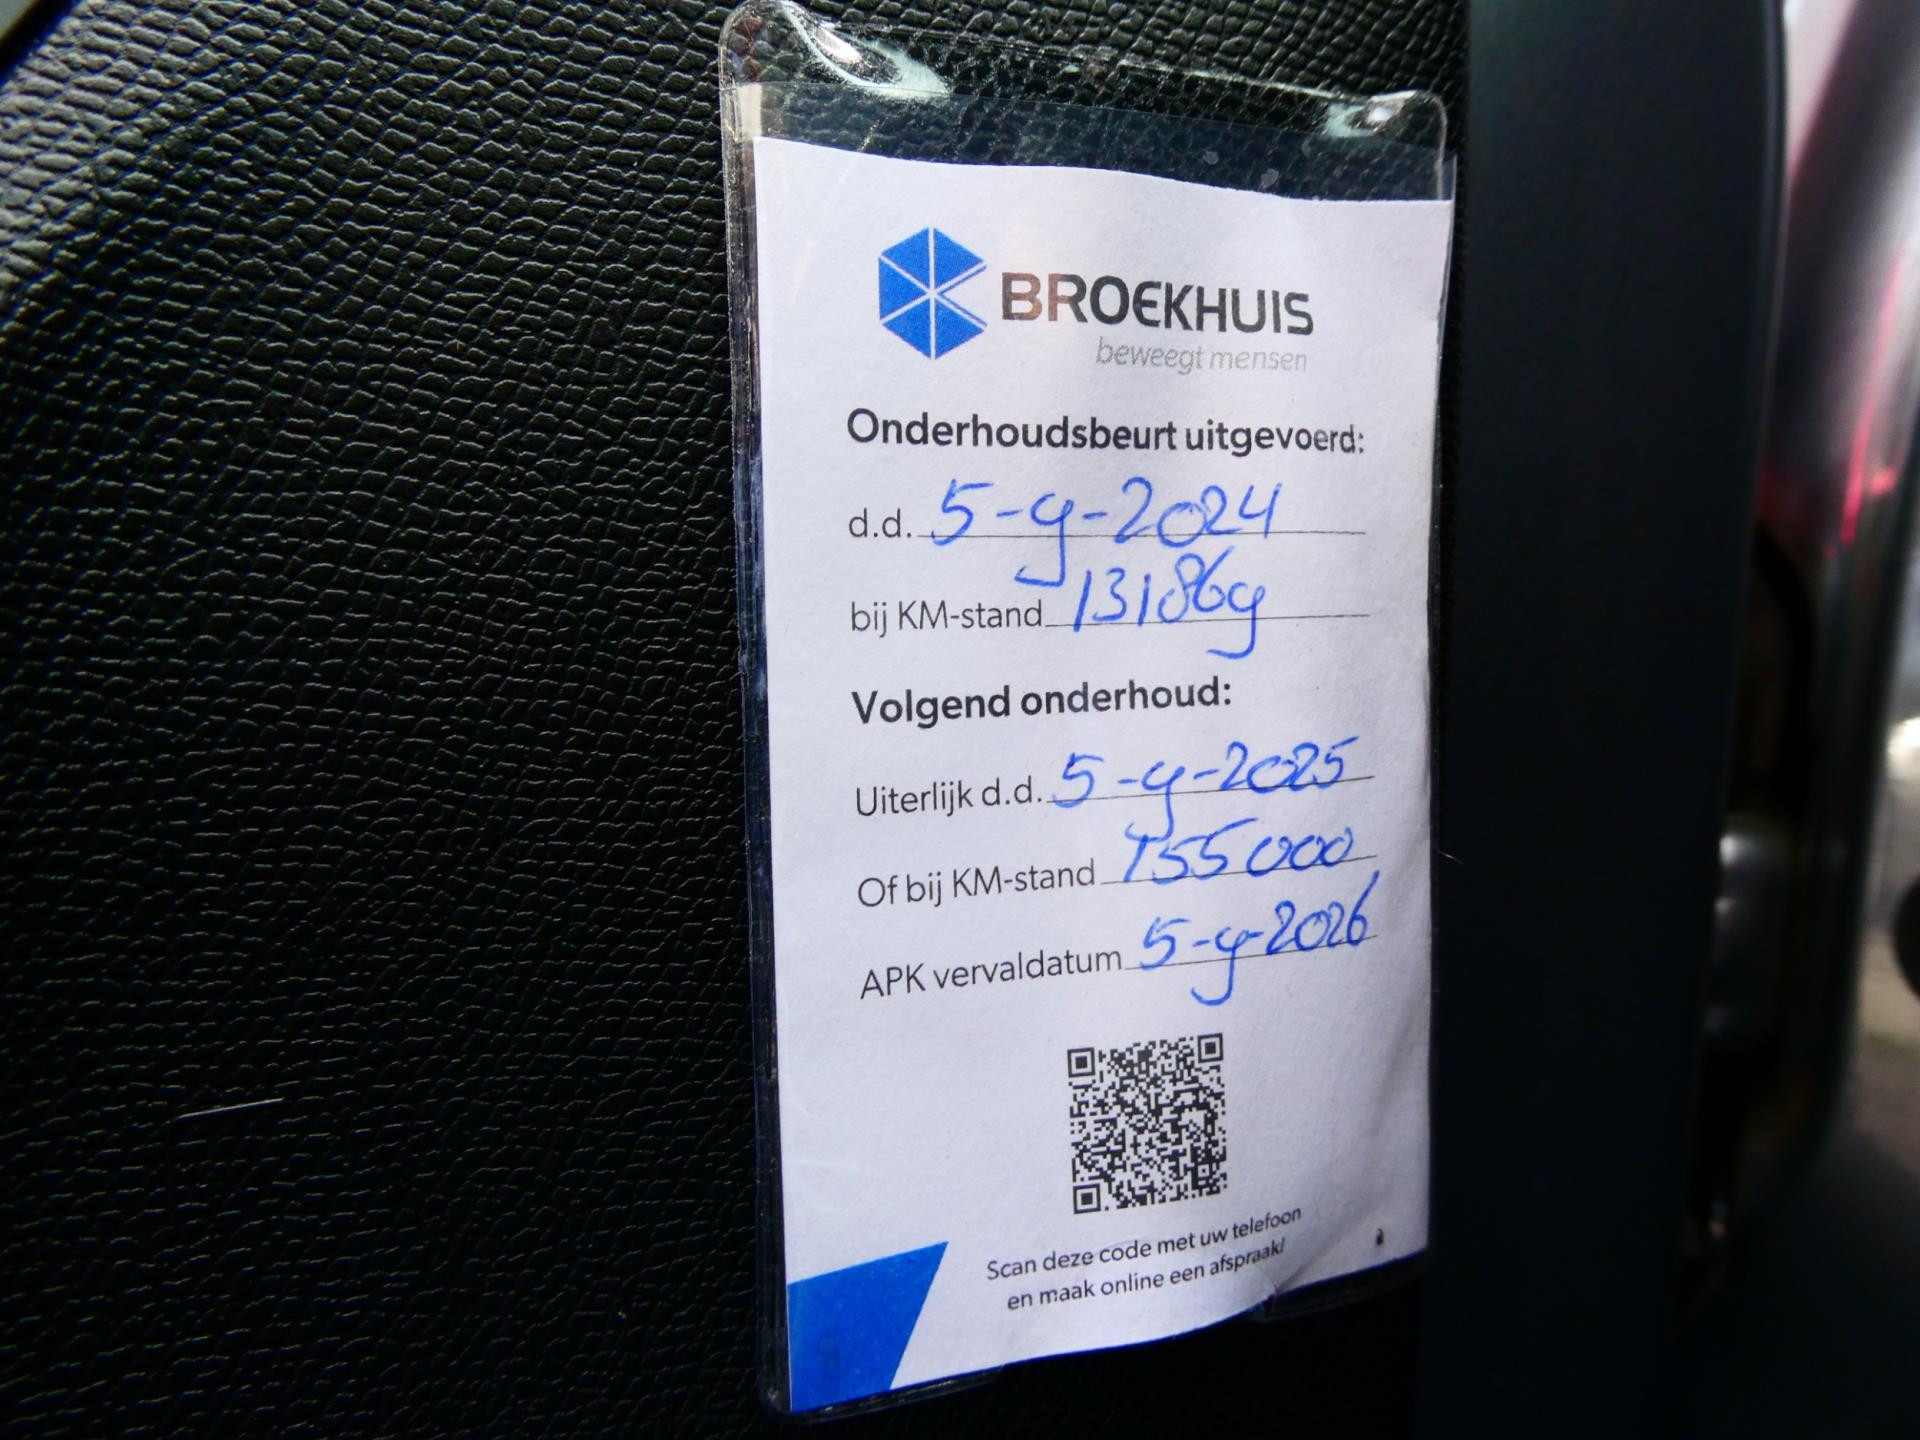 BROEKHUIS
beweegt mensen
Onderhoudsbeurt uitgevoerd:
d.d. 5-9-2024
bij KM-stand 131869
Volgend onderhoud:
Uiterlijk d.d. 5-9-2025
Of bij KM-stand 155000
APK vervaldatum 5-9-2026
Scan deze code met uw telefoon
en maak online een afspraak!